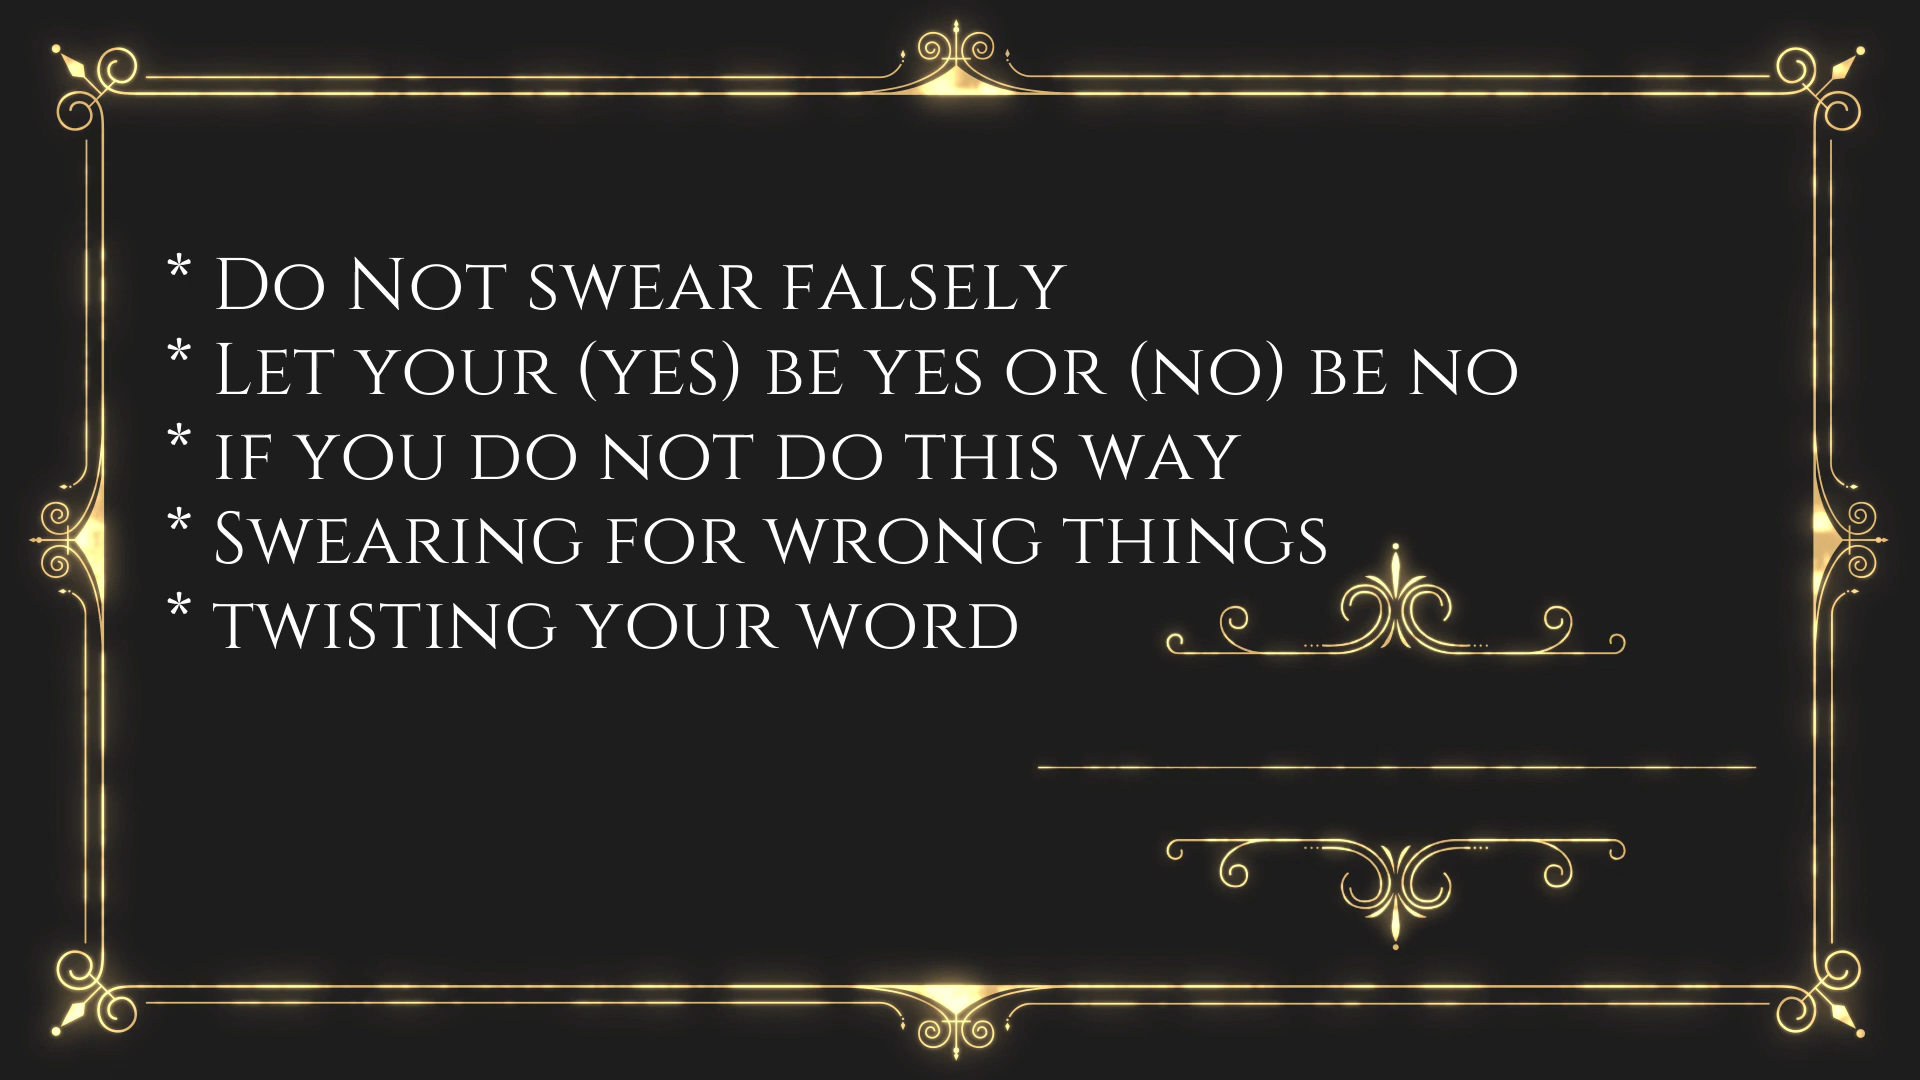 * Do Not swear falsely
* Let your (yes) be yes or (no) be no
* if you do not do this way
* Swearing for wrong things
* twisting your word